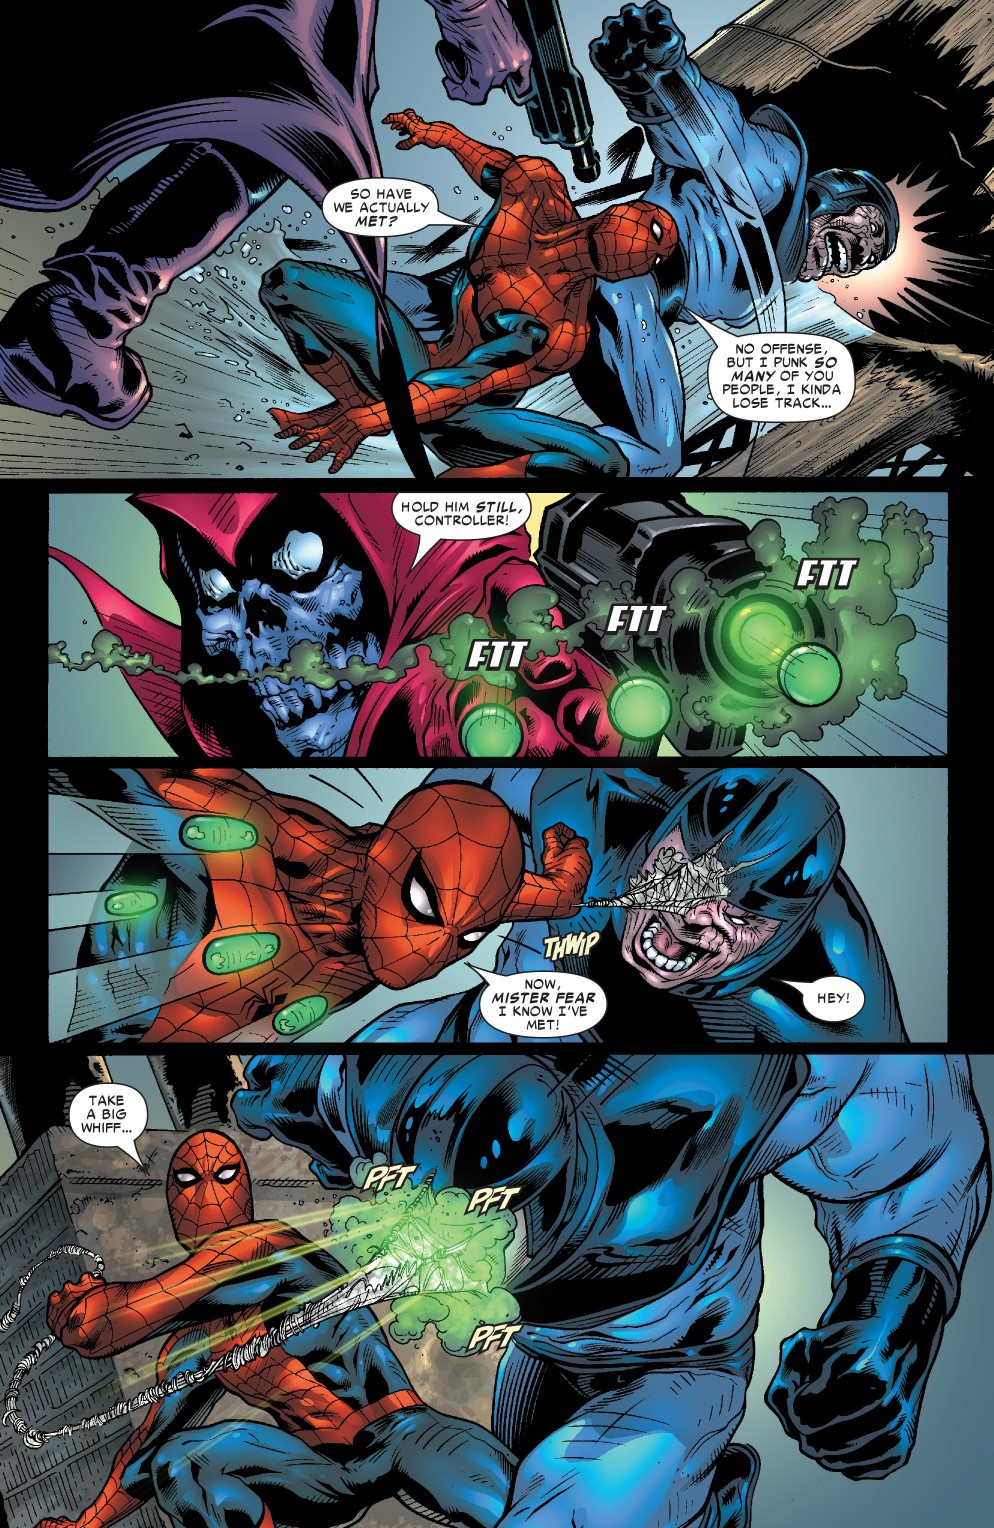 SO HAVE
WE ACTUALLY
MET?
NO OFFENSE,
BUT I PUNK SO
MANY OF YOU
PEOPLE, I KINDA
LOSE TRACK...
HOLD HIM STILL,
CONTROLLER!
FTT
FTT
FTT
THWIP
NOW,
MISTER FEAR
I KNOW I'VE
MET!
HEY!
TAKE
A BIG
WHIFF...
PFT
PFT
PFT